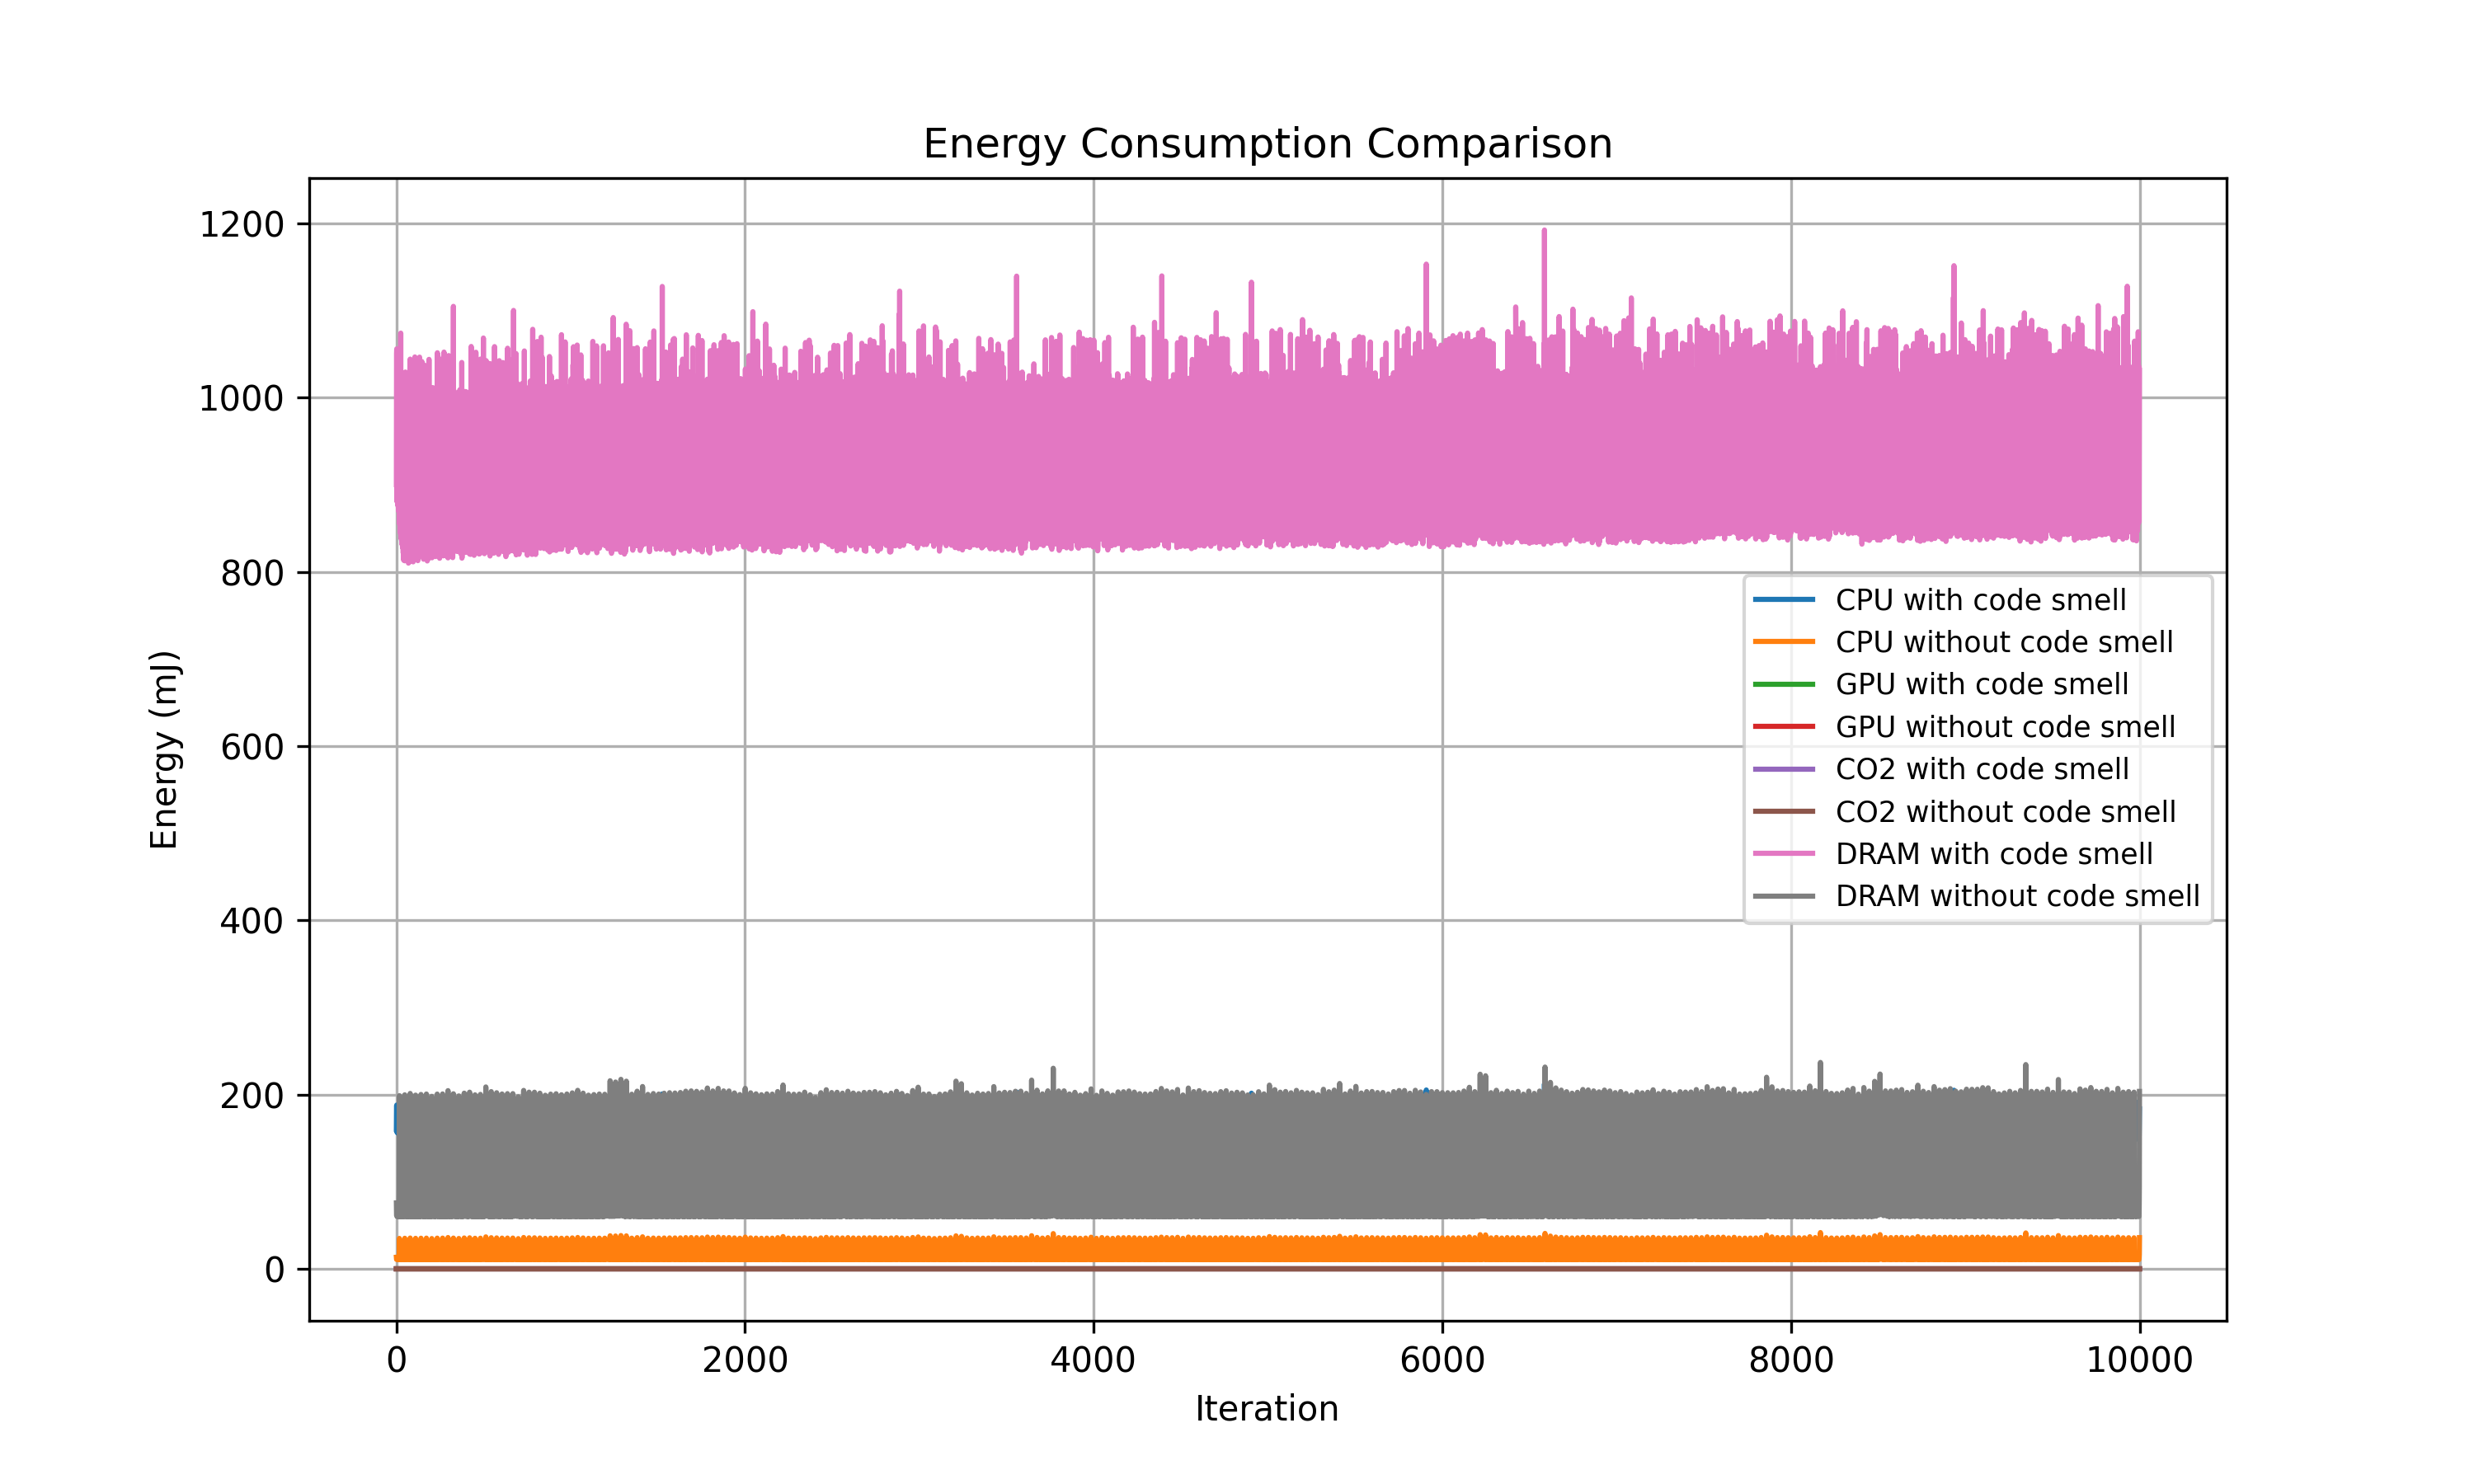 Energy Consumption Comparison
1200
1000
800
600
400
200
0
Energy (mJ)
CPU with code smell
CPU without code smell
GPU with code smell
GPU without code smell
CO2 with code smell
CO2 without code smell
DRAM with code smell
DRAM without code smell
0 2000 4000 6000 8000 10000
Iteration